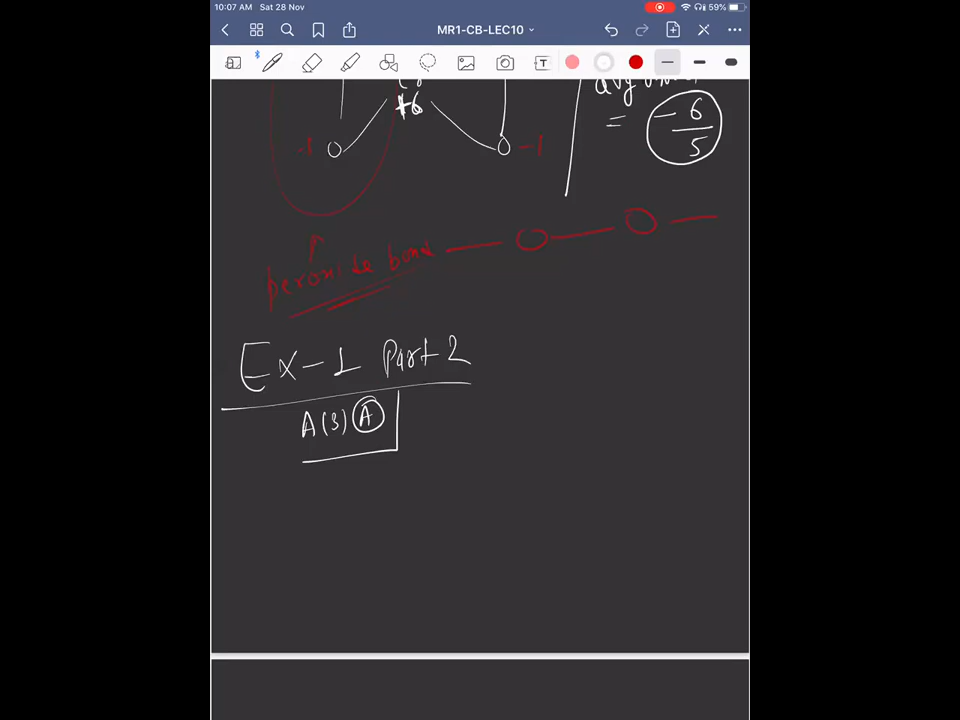 10:07 AM Sat 28 Nov 59%
MR1-CB-LEC10
T
+6
= - 6/5
-1 O O -1
peroxide bond — O — O —
Ex-1 Part 2
A(3) A